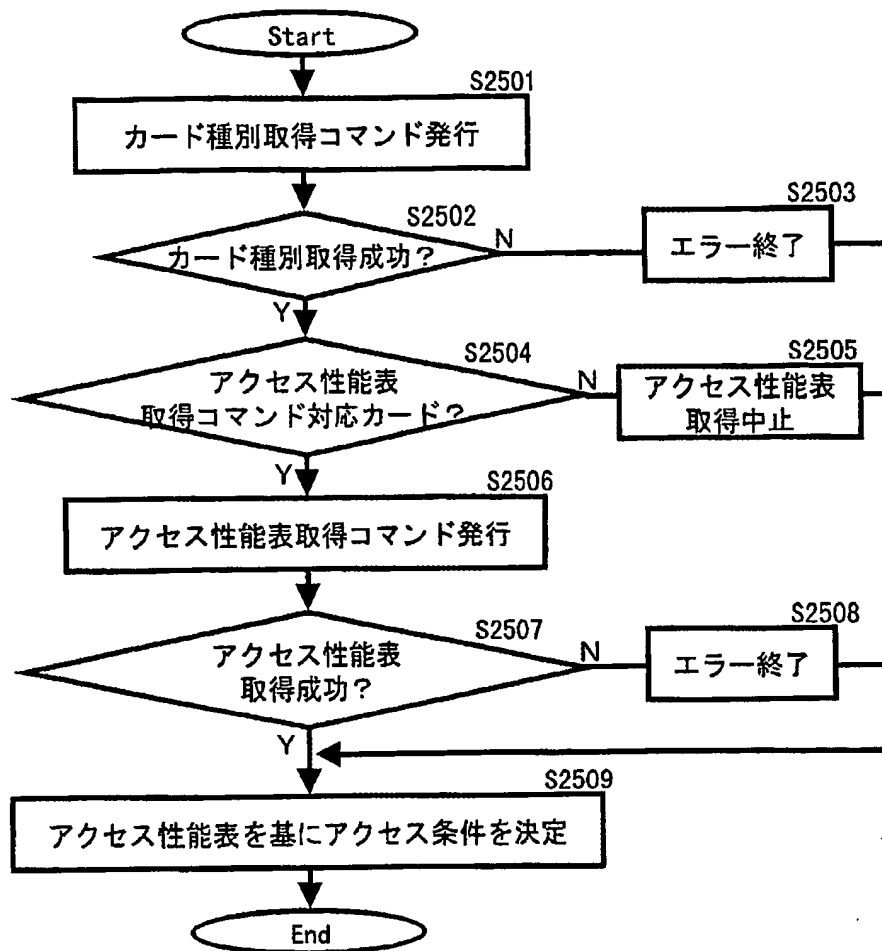 Start
S2501
カード種別取得コマンド発行
S2502
カード種別取得成功？
N
S2503
エラー終了
Y
S2504
アクセス性能表
取得コマンド対応カード？
N
S2505
アクセス性能表
取得中止
Y
S2506
アクセス性能表取得コマンド発行
S2507
アクセス性能表
取得成功？
N
S2508
エラー終了
Y
S2509
アクセス性能表を基にアクセス条件を決定
End